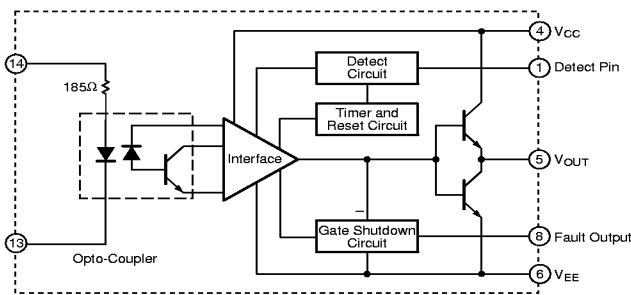 4 VCC
14
Detect
Circuit
1 Detect Pin
185Ω
Timer and
Reset Circuit
Interface
5 VOUT
–
Gate Shutdown
Circuit
8 Fault Output
13
Opto-Coupler
6 VEE